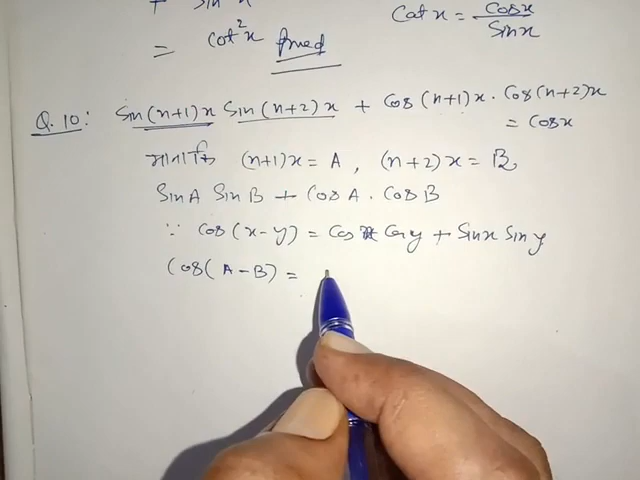 + sin x
= cot²x Proved
Cot x = Cosx / Sinx
Q.10: Sin(n+1)x Sin(n+2)x + Cos(n+1)x . Cos(n+2)x
= Cosx
माना कि (n+1)x = A , (n+2)x = B
SinA SinB + CosA . CosB
∵ Cos(x-y) = Cosx Cosy + Sinx Siny
Cos(A-B) =